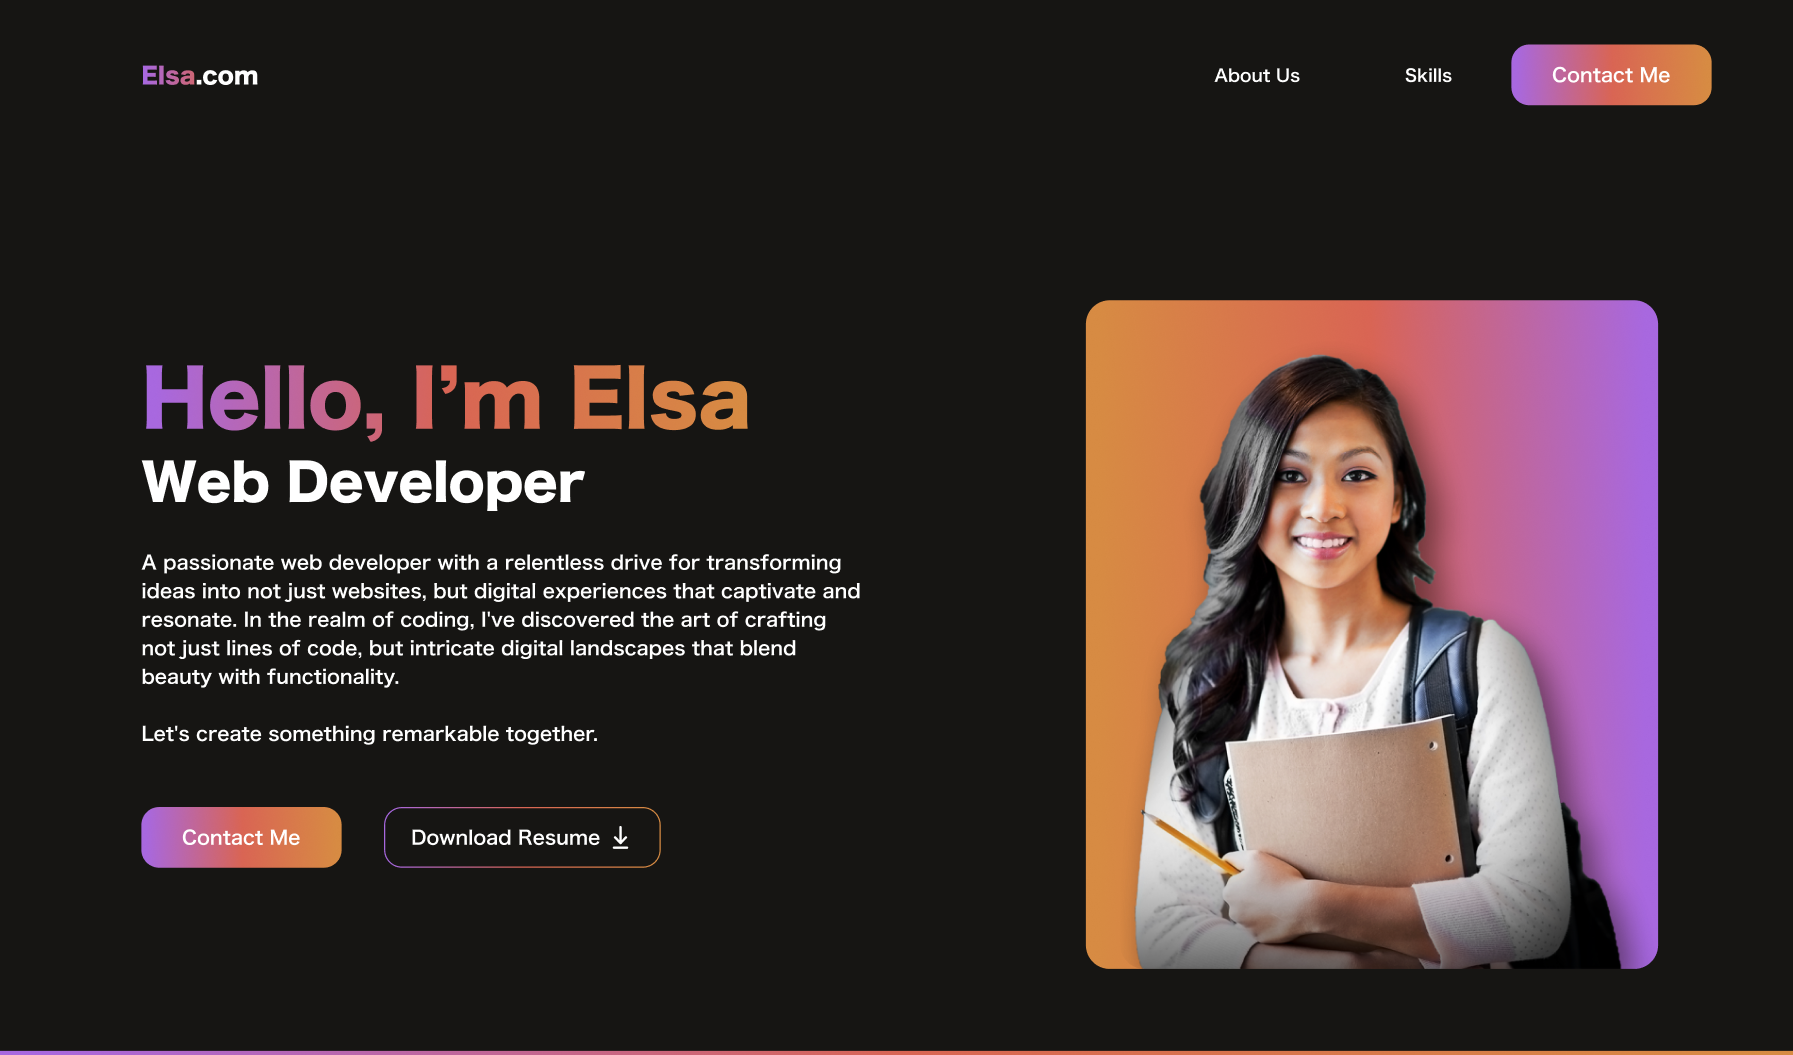 Elsa.com
About Us
Skills
Contact Me
Hello, I’m Elsa
Web Developer
A passionate web developer with a relentless drive for transforming
ideas into not just websites, but digital experiences that captivate and
resonate. In the realm of coding, I've discovered the art of crafting
not just lines of code, but intricate digital landscapes that blend
beauty with functionality.
Let's create something remarkable together.
Contact Me
Download Resume